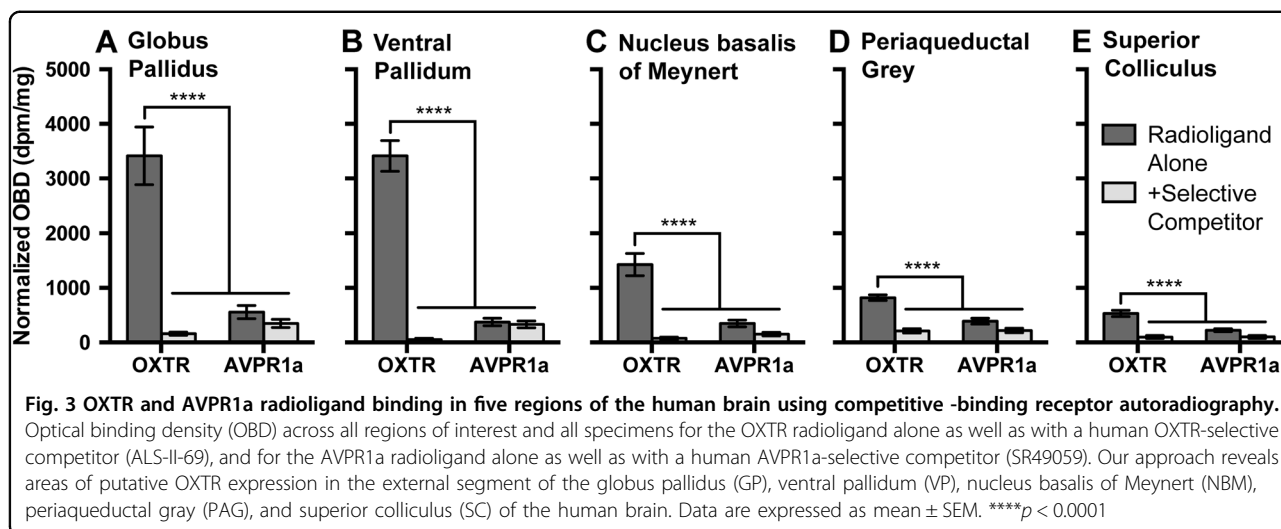 A Globus Pallidus
B Ventral Pallidum
C Nucleus basalis of Meynert
D Periaqueductal Grey
E Superior Colliculus
Normalized OBD (dpm/mg)
5000
4000
3000
2000
1000
0
****
****
****
****
****
Radioligand Alone
+Selective Competitor
OXTR AVPR1a
OXTR AVPR1a
OXTR AVPR1a
OXTR AVPR1a
OXTR AVPR1a
Fig. 3 OXTR and AVPR1a radioligand binding in five regions of the human brain using competitive -binding receptor autoradiography.
Optical binding density (OBD) across all regions of interest and all specimens for the OXTR radioligand alone as well as with a human OXTR-selective
competitor (ALS-II-69), and for the AVPR1a radioligand alone as well as with a human AVPR1a-selective competitor (SR49059). Our approach reveals
areas of putative OXTR expression in the external segment of the globus pallidus (GP), ventral pallidum (VP), nucleus basalis of Meynert (NBM),
periaqueductal gray (PAG), and superior colliculus (SC) of the human brain. Data are expressed as mean ± SEM. ****p < 0.0001